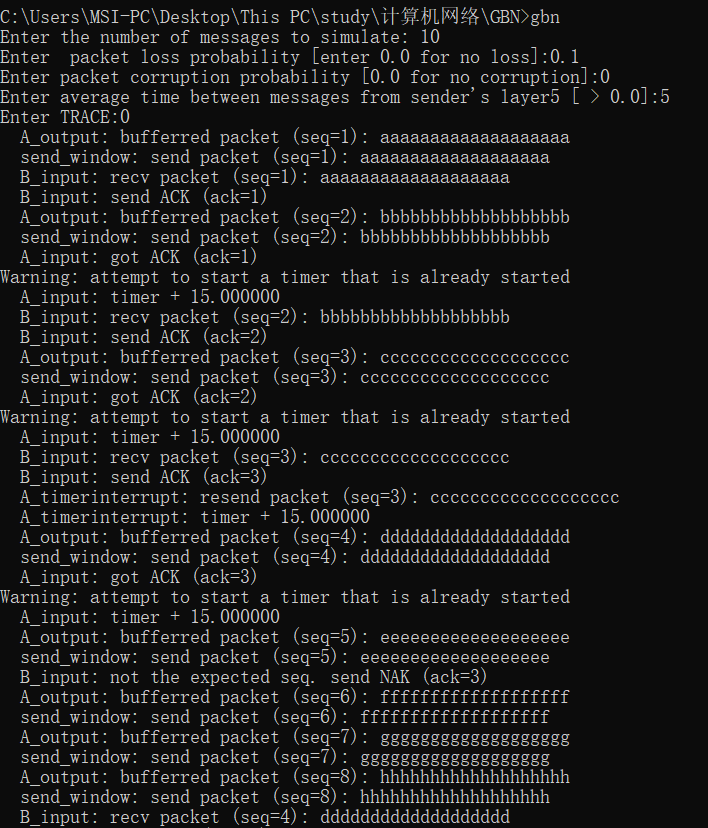 C:\Users\MSI-PC\Desktop\This PC\study\计算机网络\GBN>gbn
Enter the number of messages to simulate: 10
Enter  packet loss probability [enter 0.0 for no loss]:0.1
Enter packet corruption probability [0.0 for no corruption]:0
Enter average time between messages from sender's layer5 [ > 0.0]:5
Enter TRACE:0
  A_output: bufferred packet (seq=1): aaaaaaaaaaaaaaaaaaa
  send_window: send packet (seq=1): aaaaaaaaaaaaaaaaaaa
  B_input: recv packet (seq=1): aaaaaaaaaaaaaaaaaaa
  B_input: send ACK (ack=1)
  A_output: bufferred packet (seq=2): bbbbbbbbbbbbbbbbbbb
  send_window: send packet (seq=2): bbbbbbbbbbbbbbbbbbb
  A_input: got ACK (ack=1)
Warning: attempt to start a timer that is already started
  A_input: timer + 15.000000
  B_input: recv packet (seq=2): bbbbbbbbbbbbbbbbbbb
  B_input: send ACK (ack=2)
  A_output: bufferred packet (seq=3): ccccccccccccccccccc
  send_window: send packet (seq=3): ccccccccccccccccccc
  A_input: got ACK (ack=2)
Warning: attempt to start a timer that is already started
  A_input: timer + 15.000000
  B_input: recv packet (seq=3): ccccccccccccccccccc
  B_input: send ACK (ack=3)
  A_timerinterrupt: resend packet (seq=3): ccccccccccccccccccc
  A_timerinterrupt: timer + 15.000000
  A_output: bufferred packet (seq=4): ddddddddddddddddddd
  send_window: send packet (seq=4): ddddddddddddddddddd
  A_input: got ACK (ack=3)
Warning: attempt to start a timer that is already started
  A_input: timer + 15.000000
  A_output: bufferred packet (seq=5): eeeeeeeeeeeeeeeeeee
  send_window: send packet (seq=5): eeeeeeeeeeeeeeeeeee
  B_input: not the expected seq. send NAK (ack=3)
  A_output: bufferred packet (seq=6): fffffffffffffffffff
  send_window: send packet (seq=6): fffffffffffffffffff
  A_output: bufferred packet (seq=7): ggggggggggggggggggg
  send_window: send packet (seq=7): ggggggggggggggggggg
  A_output: bufferred packet (seq=8): hhhhhhhhhhhhhhhhhhh
  send_window: send packet (seq=8): hhhhhhhhhhhhhhhhhhh
  B_input: recv packet (seq=4): ddddddddddddddddddd